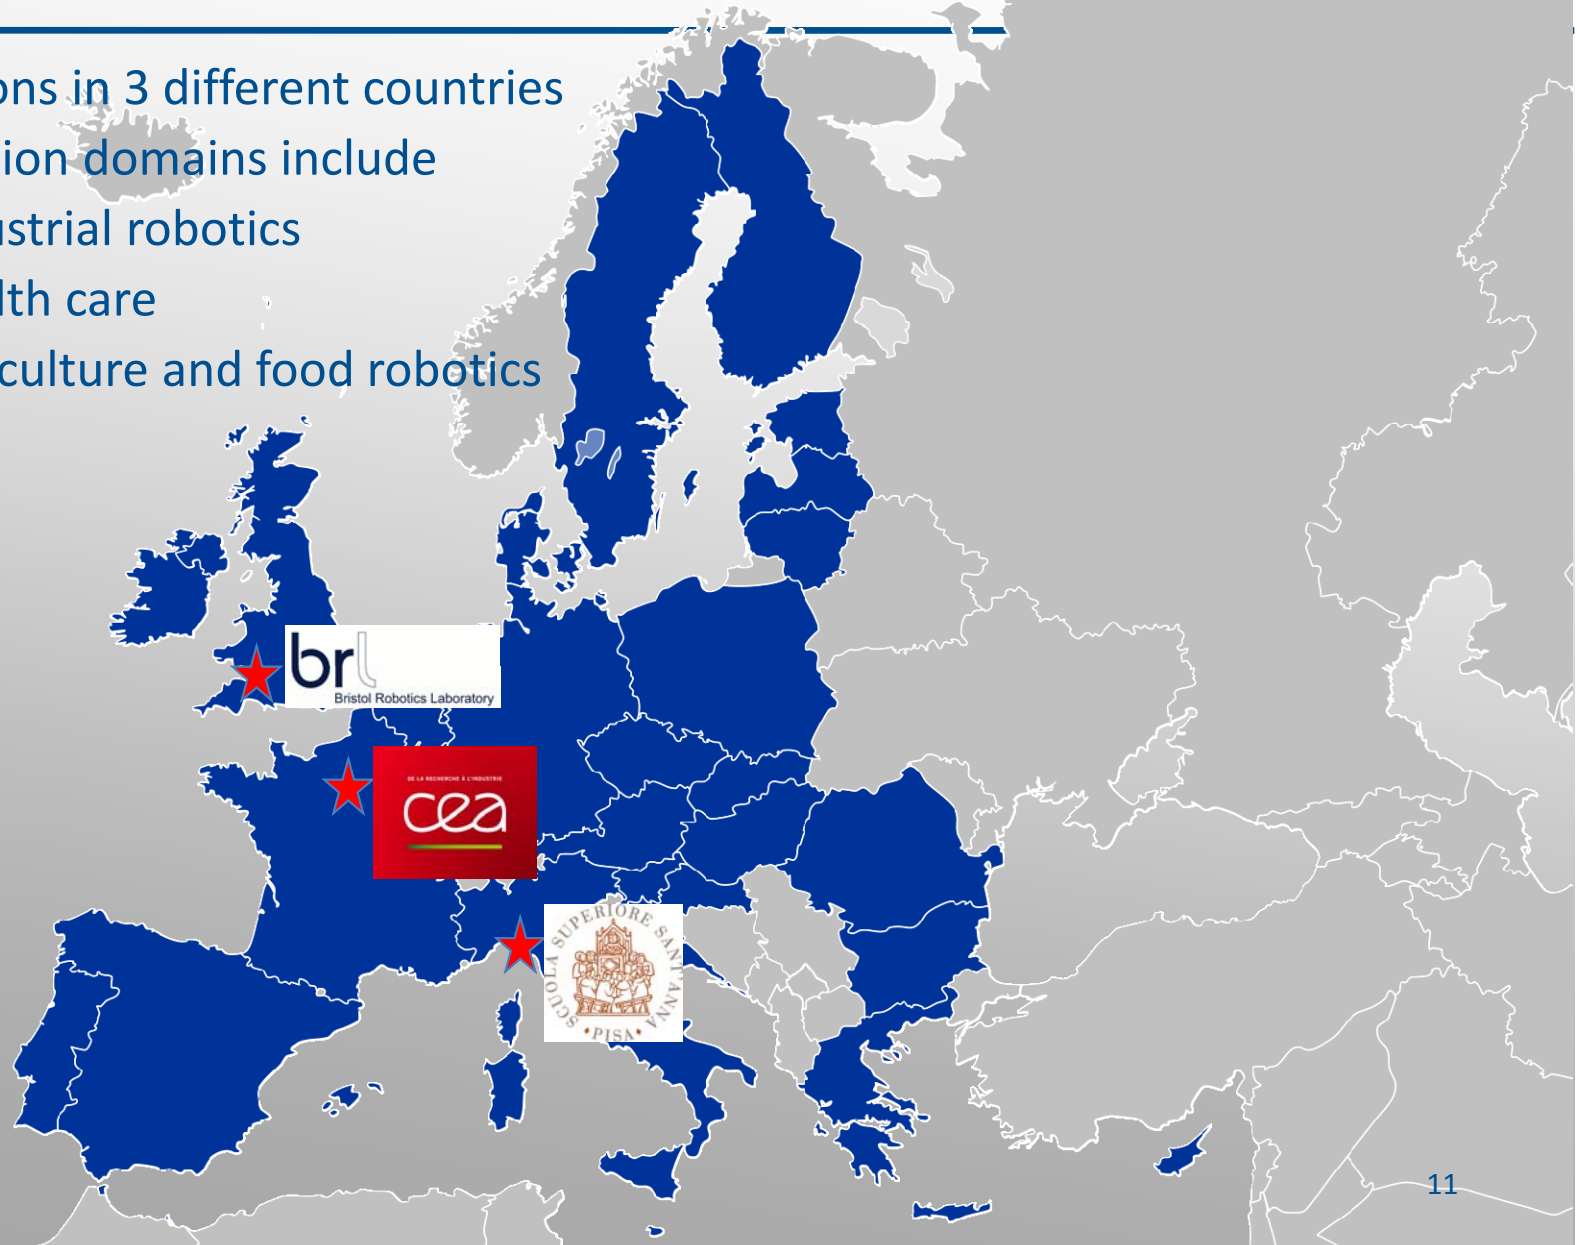 ons in 3 different countries
ion domains include
ustrial robotics
lth care
culture and food robotics
brl
Bristol Robotics Laboratory
DE LA RECHERCHE À L'INDUSTRIE
cea
SCUOLA SUPERIORE SANT'ANNA
PISA
11